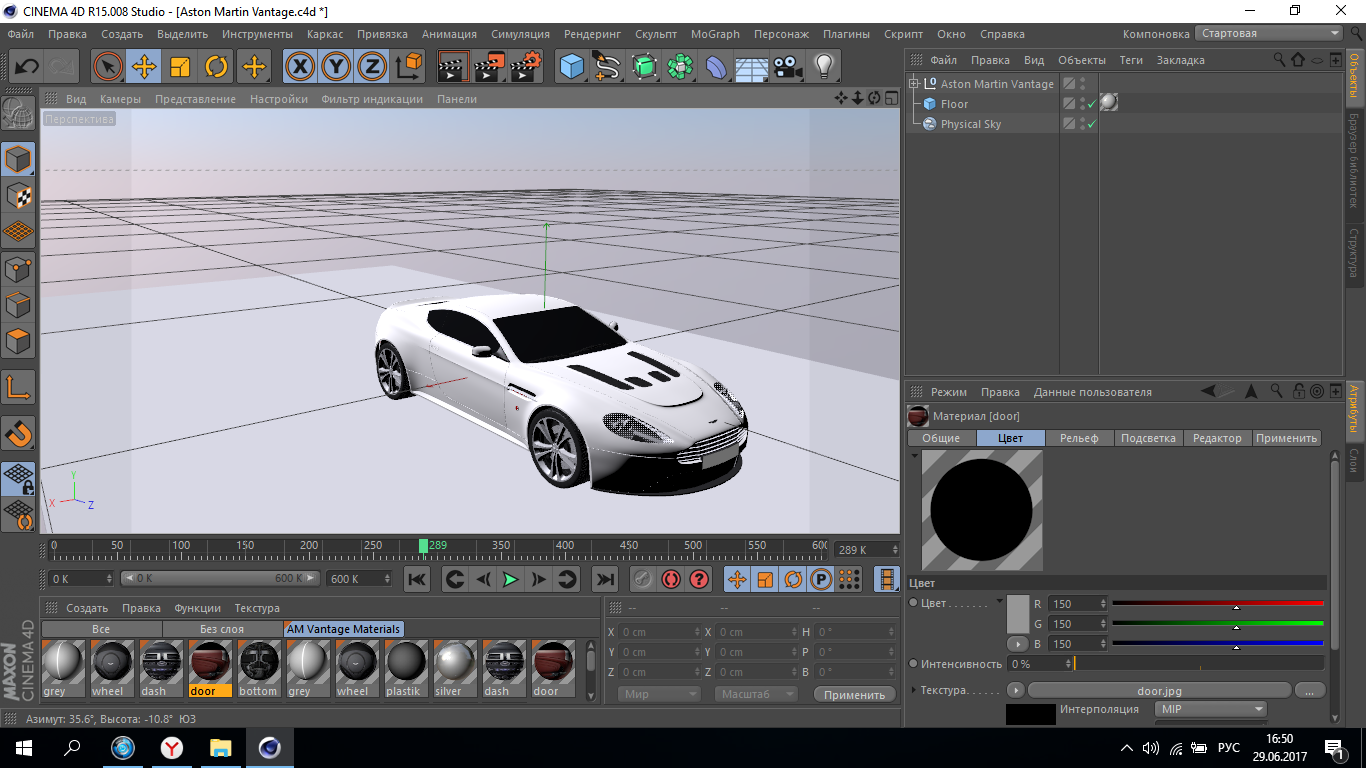 CINEMA 4D R15.008 Studio - [Aston Martin Vantage.c4d *]
Файл Правка Создать Выделить Инструменты Каркас Привязка Анимация Симуляция Рендеринг Скульпт MoGraph Персонаж Плагины Скрипт Окно Справка Компоновка Стартовая
Вид Камеры Представление Настройки Фильтр индикации Панели
Перспектива
Y
X
Z
0 50 100 150 200 250 289 350 400 450 500 550 600
289 K
0 K
0 K
600 K
600 K
Создать Правка Функции Текстура
Все Без слоя AM Vantage Materials
grey wheel dash door bottom grey wheel plastik silver dash door
-- -- --
X 0 cm X 0 cm H 0 °
Y 0 cm Y 0 cm P 0 °
Z 0 cm Z 0 cm B 0 °
Мир Масштаб Применить
MAXON
CINEMA 4D
Азимут: 35.6°, Высота: -10.8° ЮЗ
Файл Правка Вид Объекты Теги Закладка
Aston Martin Vantage
Floor
Physical Sky
Объекты
Браузер библиотек
Структура
Режим Правка Данные пользователя
Материал [door]
Общие Цвет Рельеф Подсветка Редактор Применить
Цвет
Цвет . . . . . . . R 150
G 150
B 150
Интенсивность 0 %
Текстура. . . . . . door.jpg ...
Интерполяция MIP
Атрибуты
Слои
РУС
16:50
29.06.2017
1